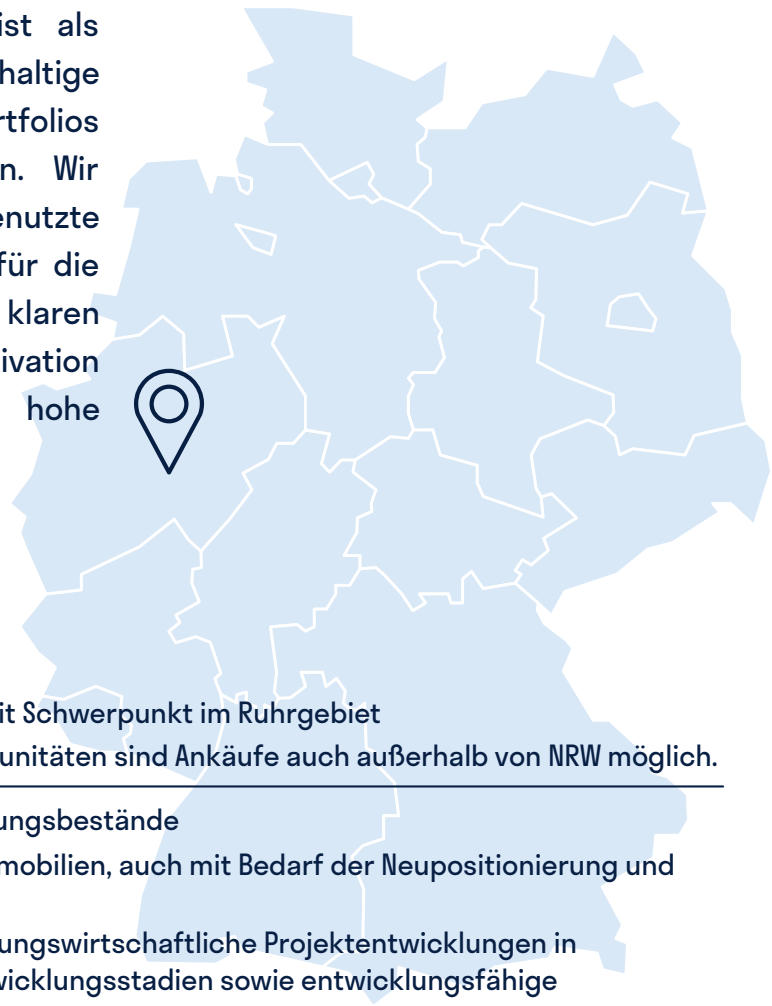 ist als
haltige
rtfolios
n. Wir
enutzte
für die
klaren
ivation
hohe
it Schwerpunkt im Ruhrgebiet
unitäten sind Ankäufe auch außerhalb von NRW möglich.
ungsbestände
mobilien, auch mit Bedarf der Neupositionierung und
ungswirtschaftliche Projektentwicklungen in
wicklungsstadien sowie entwicklungsfähige